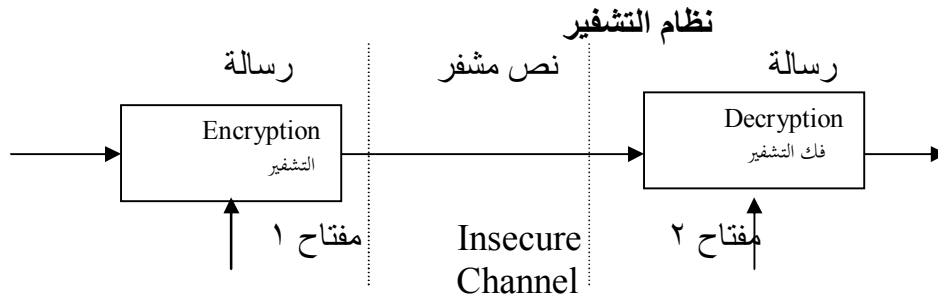 نظام التشفير
رسالة
نص مشفر
رسالة
Encryption
التشفير
Decryption
فك التشفير
مفتاح ١
Insecure
Channel
مفتاح ٢